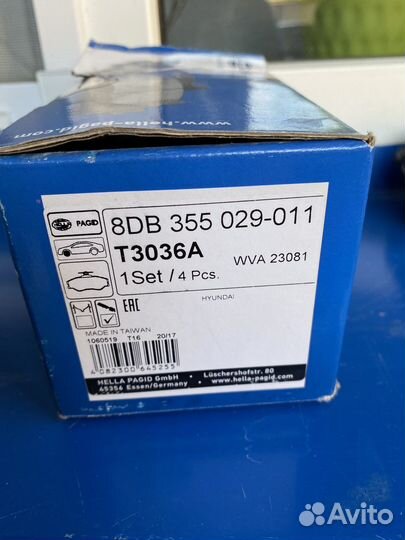 www.hella-pagid.com
PAGID
8DB 355 029-011
T3036A
WVA 23081
1Set / 4 Pcs.
EAC
HYUNDAI
MADE IN TAIWAN
1060519 T16 20/17
4 082300 645255
HELLA PAGID GmbH • Lüschershofstr. 80
45356 Essen/Germany • www.hella-pagid.com
Avito